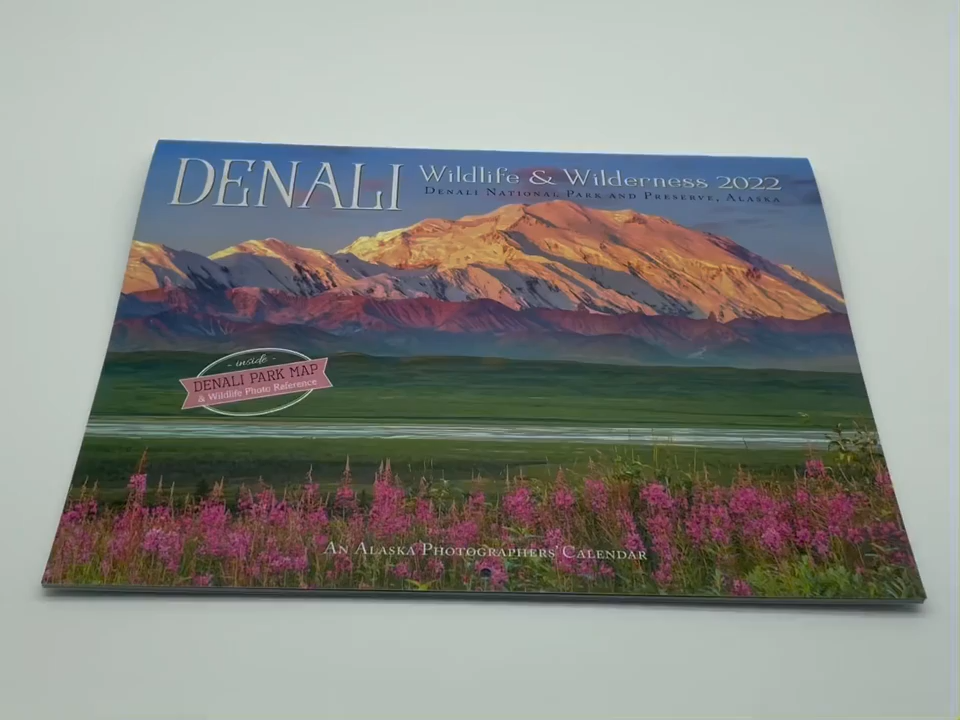 DENALI
Wildlife & Wilderness 2022
DENALI NATIONAL PARK AND PRESERVE, ALASKA
- inside -
DENALI PARK MAP
& Wildlife Photo Reference
AN ALASKA PHOTOGRAPHERS' CALENDAR